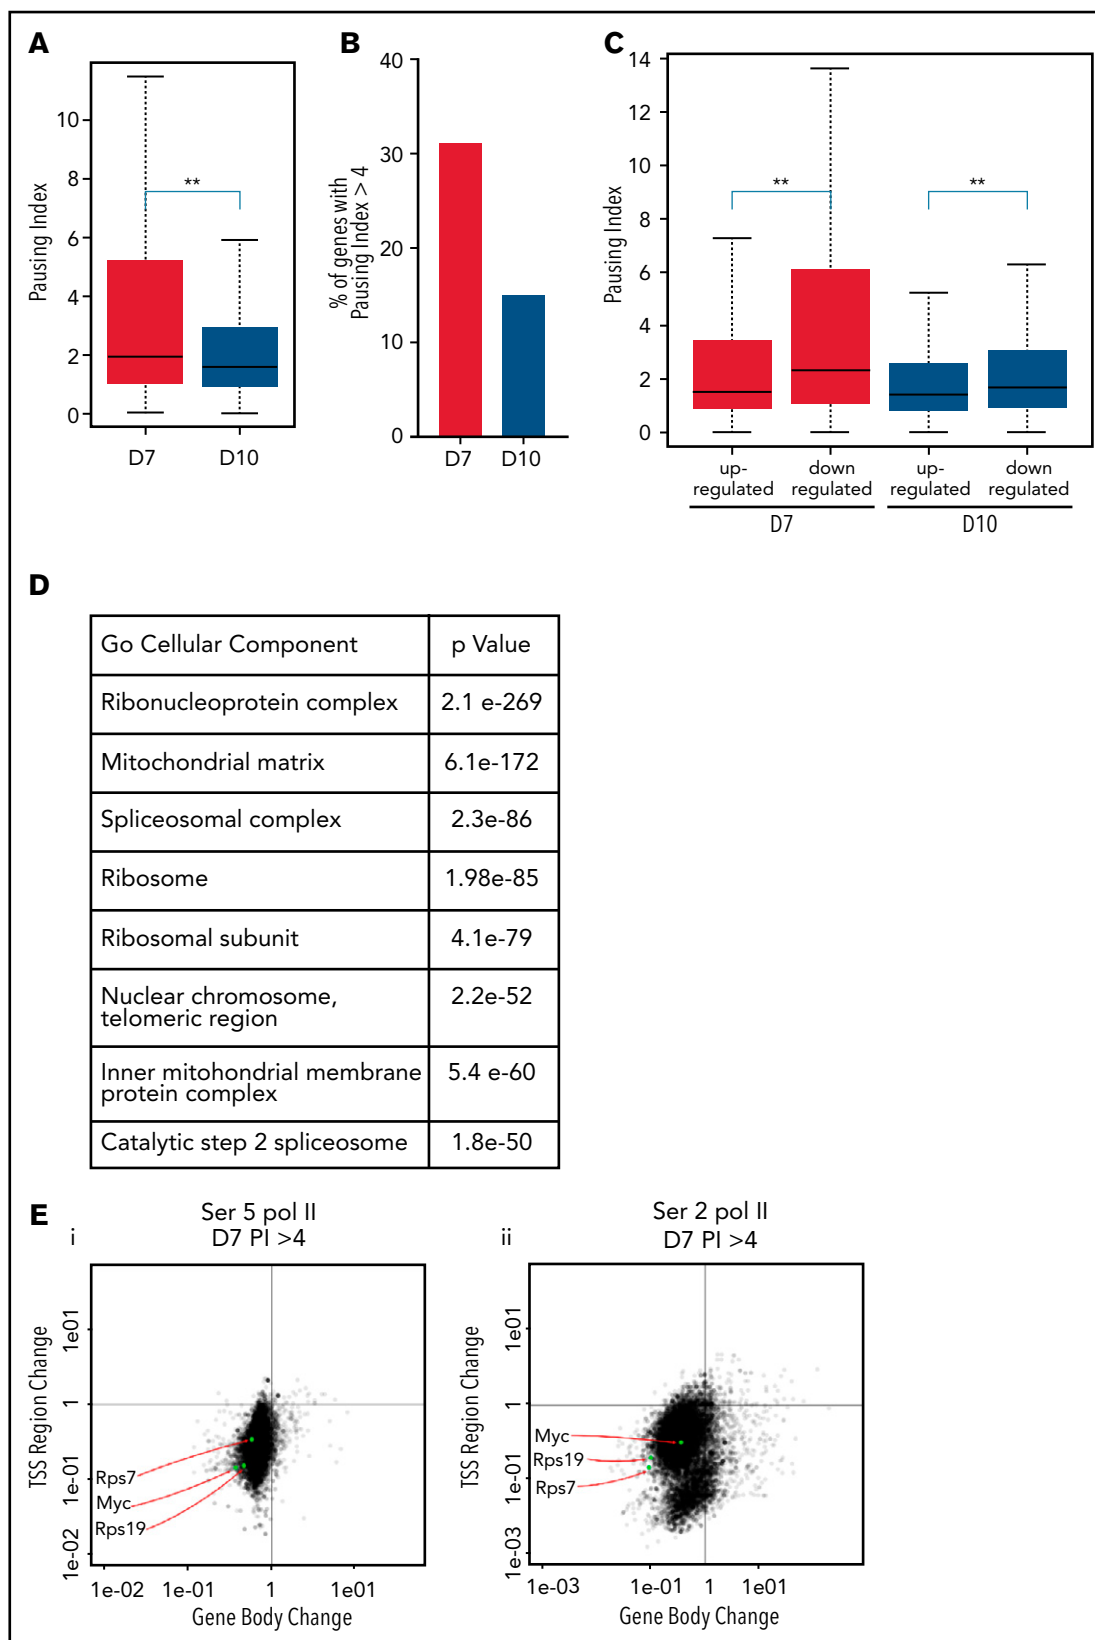 A
Pausing Index
10
8
6
4
2
0
**
D7
D10
B
% of genes with
Pausing Index > 4
40
30
20
10
0
D7
D10
C
Pausing Index
14
12
10
8
6
4
2
0
**
**
up-
regulated
down
regulated
up-
regulated
down
regulated
D7
D10
D
Go Cellular Component
p Value
Ribonucleoprotein complex
2.1 e-269
Mitochondrial matrix
6.1e-172
Spliceosomal complex
2.3e-86
Ribosome
1.98e-85
Ribosomal subunit
4.1e-79
Nuclear chromosome,
telomeric region
2.2e-52
Inner mitohondrial membrane
protein complex
5.4 e-60
Catalytic step 2 spliceosome
1.8e-50
E
i
Ser 5 pol II
D7 PI >4
TSS Region Change
1e01
1
1e-01
1e-02
Rps7
Myc
Rps19
1e-02
1e-01
1
1e01
Gene Body Change
ii
Ser 2 pol II
D7 PI >4
TSS Region Change
1e01
1
1e-01
1e-03
Myc
Rps19
Rps7
1e-03
1e-01
1
1e01
Gene Body Change